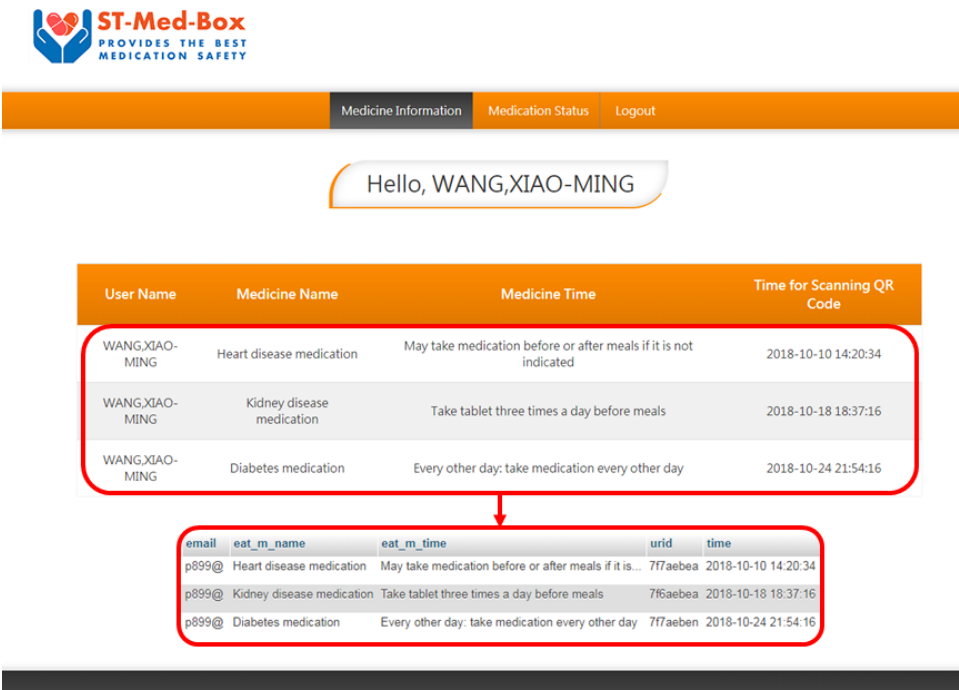 ST-Med-Box
PROVIDES THE BEST
MEDICATION SAFETY
Medicine Information Medication Status Logout
Hello, WANG,XIAO-MING
User Name Medicine Name Medicine Time Time for Scanning QR
Code
WANG,XIAO-
MING Heart disease medication May take medication before or after meals if it is not
indicated 2018-10-10 14:20:34
WANG,XIAO-
MING Kidney disease
medication Take tablet three times a day before meals 2018-10-18 18:37:16
WANG,XIAO-
MING Diabetes medication Every other day: take medication every other day 2018-10-24 21:54:16
email eat_m_name eat_m_time urid time
p899@ Heart disease medication May take medication before or after meals if it is... 7f7aebea 2018-10-10 14:20:34
p899@ Kidney disease medication Take tablet three times a day before meals 7f6aebea 2018-10-18 18:37:16
p899@ Diabetes medication Every other day: take medication every other day 7f7aeben 2018-10-24 21:54:16